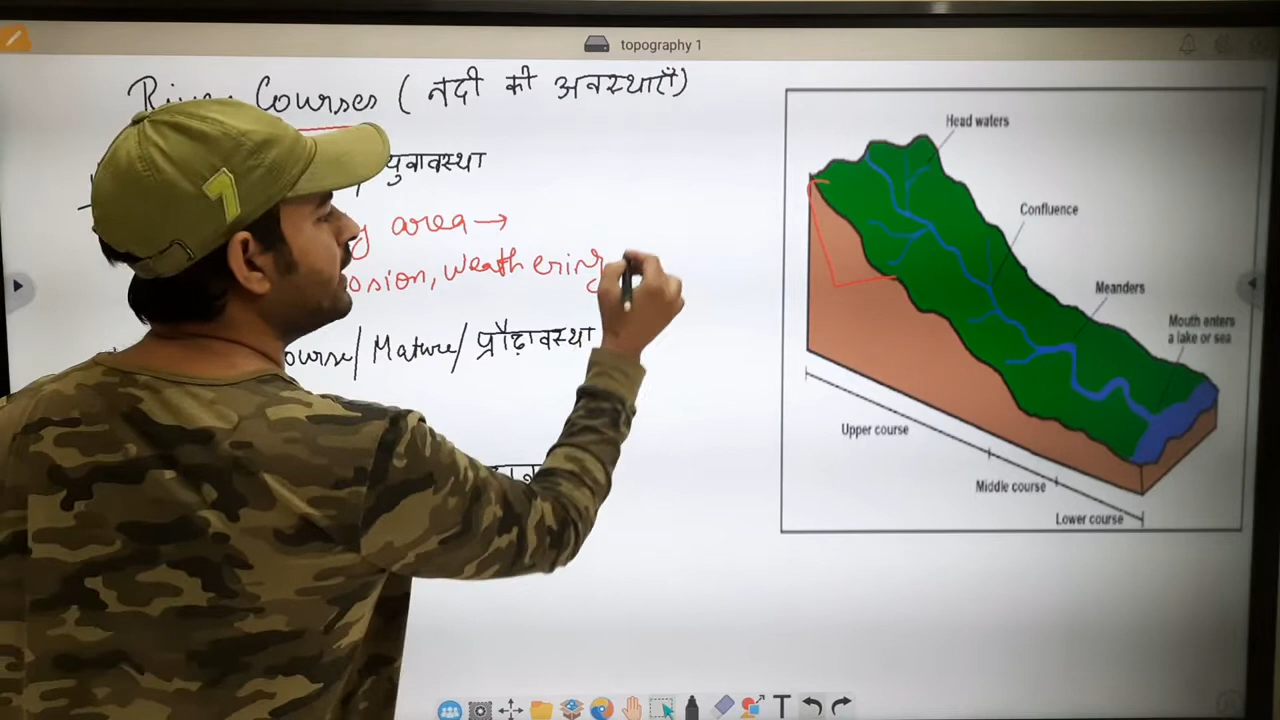 topography 1
Courses (नदी की अवस्थाएँ)
युवावस्था
area →
osion, weathering
ourse/ Mature/ प्रौढ़ावस्था
7
Head waters
Confluence
Meanders
Mouth enters
a lake or sea
Upper course
Middle course
Lower course
T